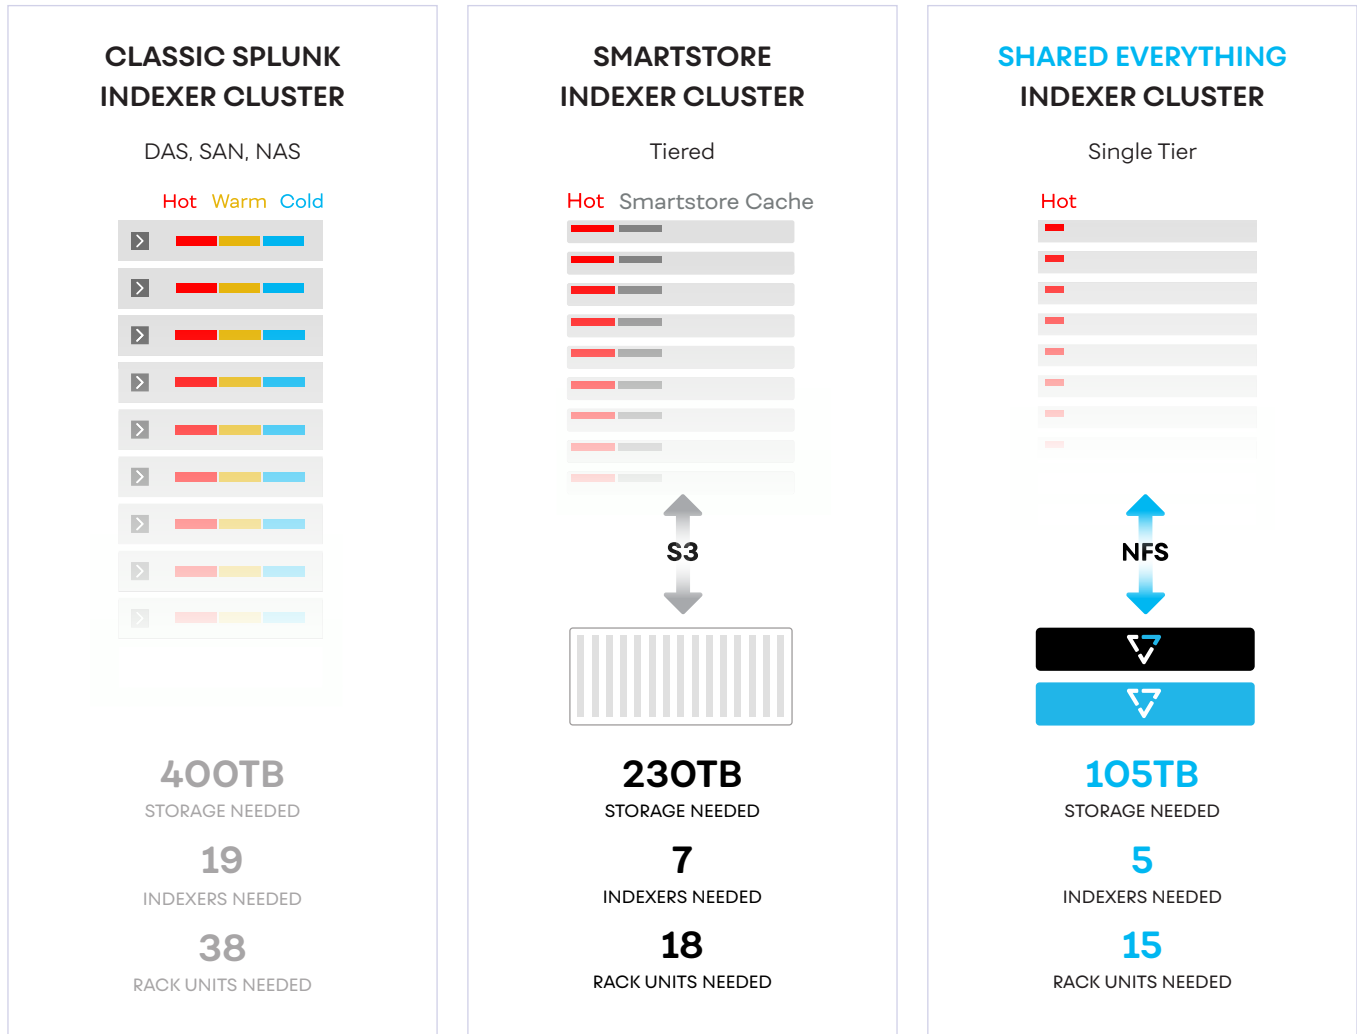 CLASSIC SPLUNK
INDEXER CLUSTER
DAS, SAN, NAS
Hot Warm Cold
400TB
STORAGE NEEDED
19
INDEXERS NEEDED
38
RACK UNITS NEEDED
SMARTSTORE
INDEXER CLUSTER
Tiered
Hot Smartstore Cache
S3
230TB
STORAGE NEEDED
7
INDEXERS NEEDED
18
RACK UNITS NEEDED
SHARED EVERYTHING
INDEXER CLUSTER
Single Tier
Hot
NFS
105TB
STORAGE NEEDED
5
INDEXERS NEEDED
15
RACK UNITS NEEDED